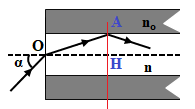 A n₀
O
α H n